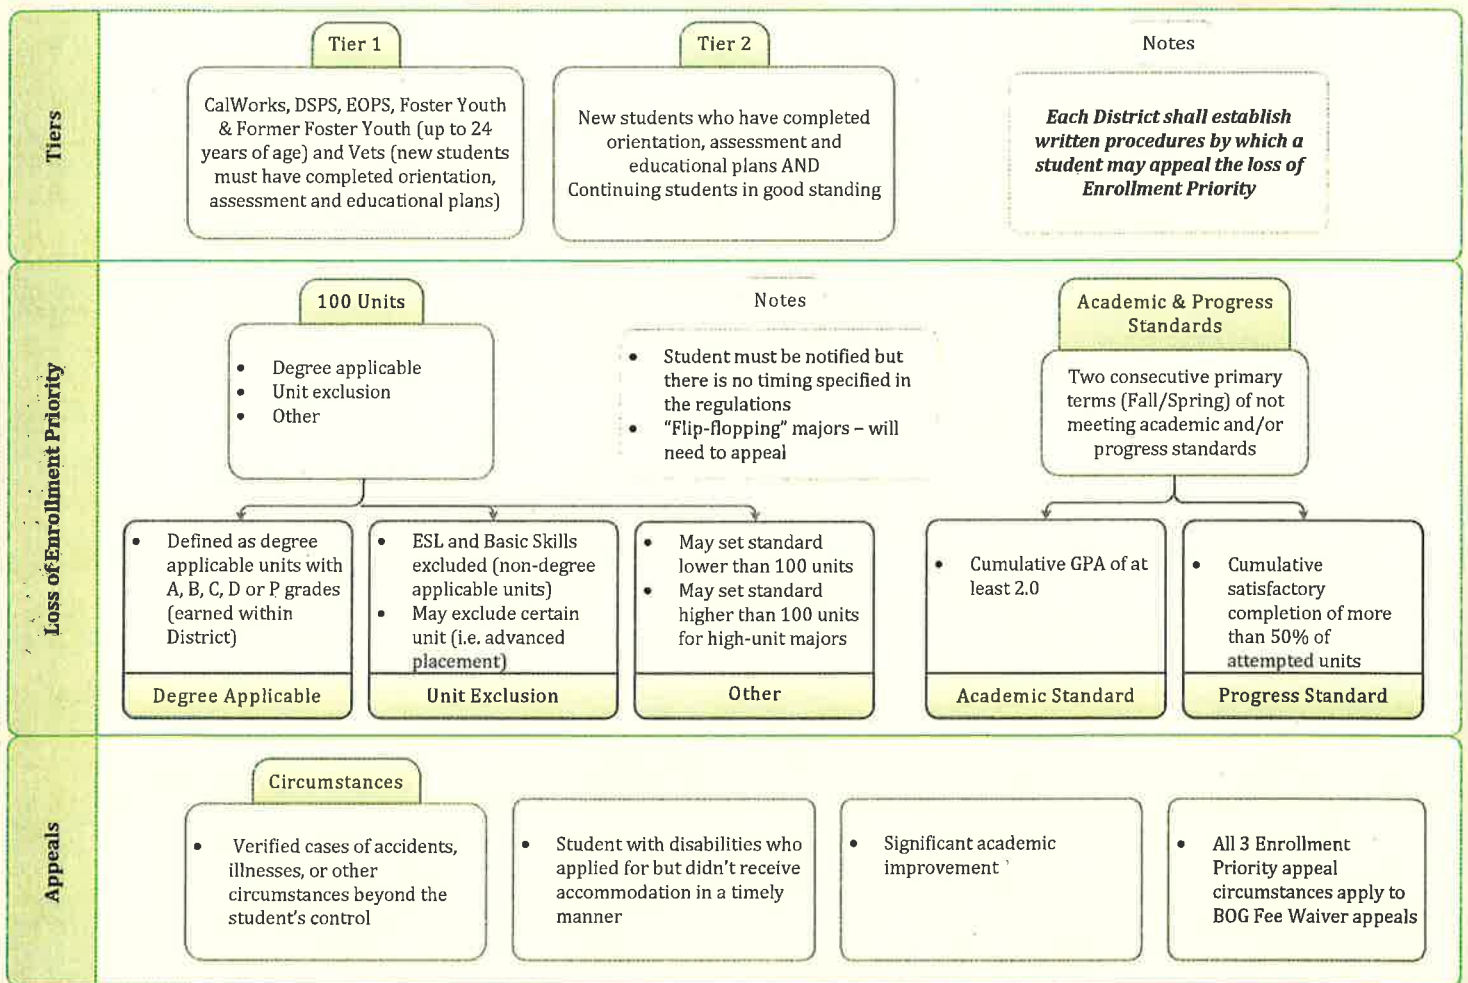 Tiers
Tier 1
CalWorks, DSPS, EOPS, Foster Youth
& Former Foster Youth (up to 24
years of age) and Vets (new students
must have completed orientation,
assessment and educational plans)
Tier 2
New students who have completed
orientation, assessment and
educational plans AND
Continuing students in good standing
Notes
Each District shall establish
written procedures by which a
student may appeal the loss of
Enrollment Priority
Loss of Enrollment Priority
100 Units
• Degree applicable
• Unit exclusion
• Other
Notes
• Student must be notified but
there is no timing specified in
the regulations
• “Flip-flopping” majors – will
need to appeal
Academic & Progress
Standards
Two consecutive primary
terms (Fall/Spring) of not
meeting academic and/or
progress standards
• Defined as degree
applicable units with
A, B, C, D or P grades
(earned within
District)
Degree Applicable
• ESL and Basic Skills
excluded (non-degree
applicable units)
• May exclude certain
unit (i.e. advanced
placement)
Unit Exclusion
• May set standard
lower than 100 units
• May set standard
higher than 100 units
for high-unit majors
Other
• Cumulative GPA of at
least 2.0
Academic Standard
• Cumulative
satisfactory
completion of more
than 50% of
attempted units
Progress Standard
Appeals
Circumstances
• Verified cases of accidents,
illnesses, or other
circumstances beyond the
student’s control
• Student with disabilities who
applied for but didn’t receive
accommodation in a timely
manner
• Significant academic
improvement
• All 3 Enrollment
Priority appeal
circumstances apply to
BOG Fee Waiver appeals